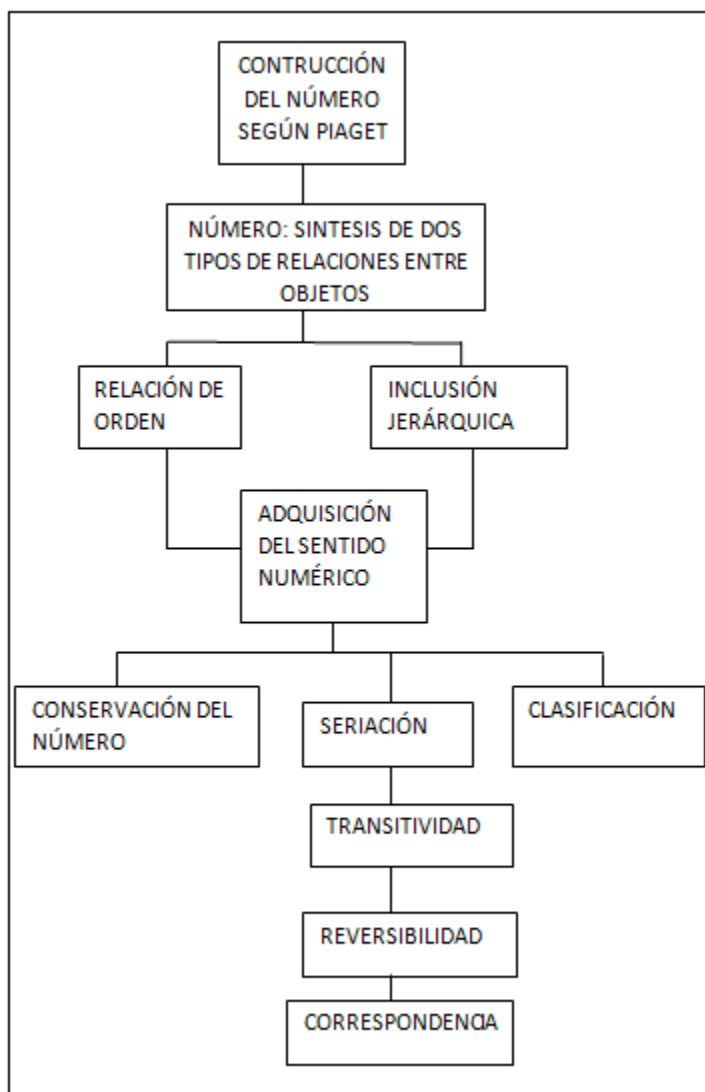 CONTRUCCIÓN
DEL NÚMERO
SEGÚN PIAGET
NÚMERO: SINTESIS DE DOS
TIPOS DE RELACIONES ENTRE
OBJETOS
RELACIÓN DE
ORDEN
INCLUSIÓN
JERÁRQUICA
ADQUISICIÓN
DEL SENTIDO
NUMÉRICO
CONSERVACIÓN DEL
NÚMERO
SERIACIÓN
CLASIFICACIÓN
TRANSITIVIDAD
REVERSIBILIDAD
CORRESPONDENCIA